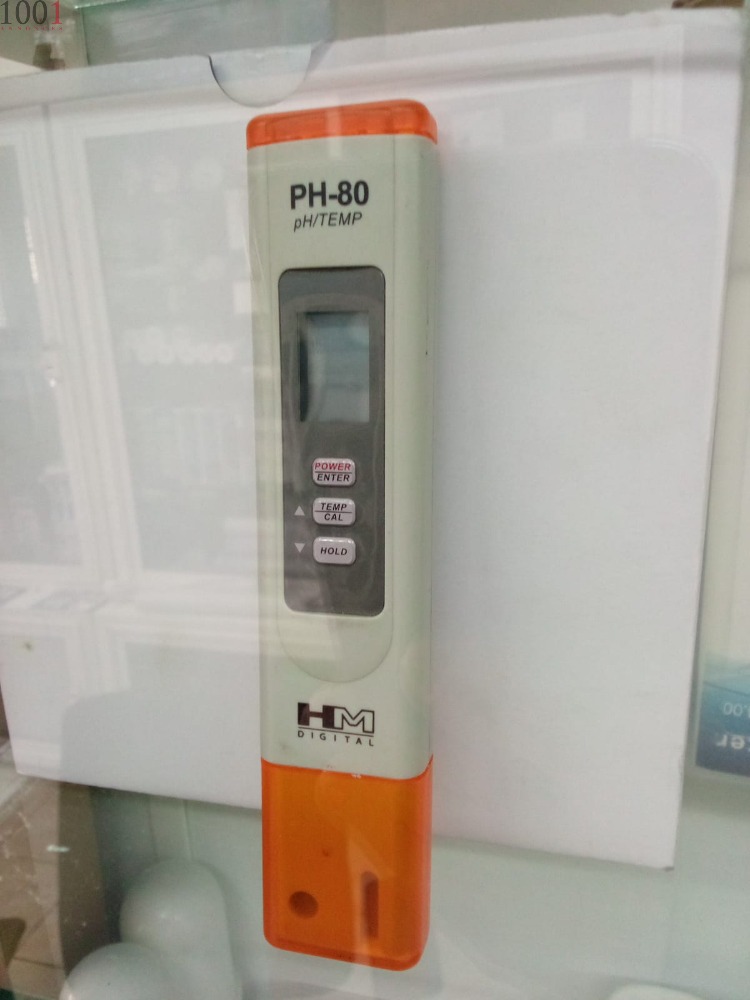 1001
PH-80
pH/TEMP
POWER
ENTER
▲ TEMP
CAL
▼ HOLD
HM
DIGITAL